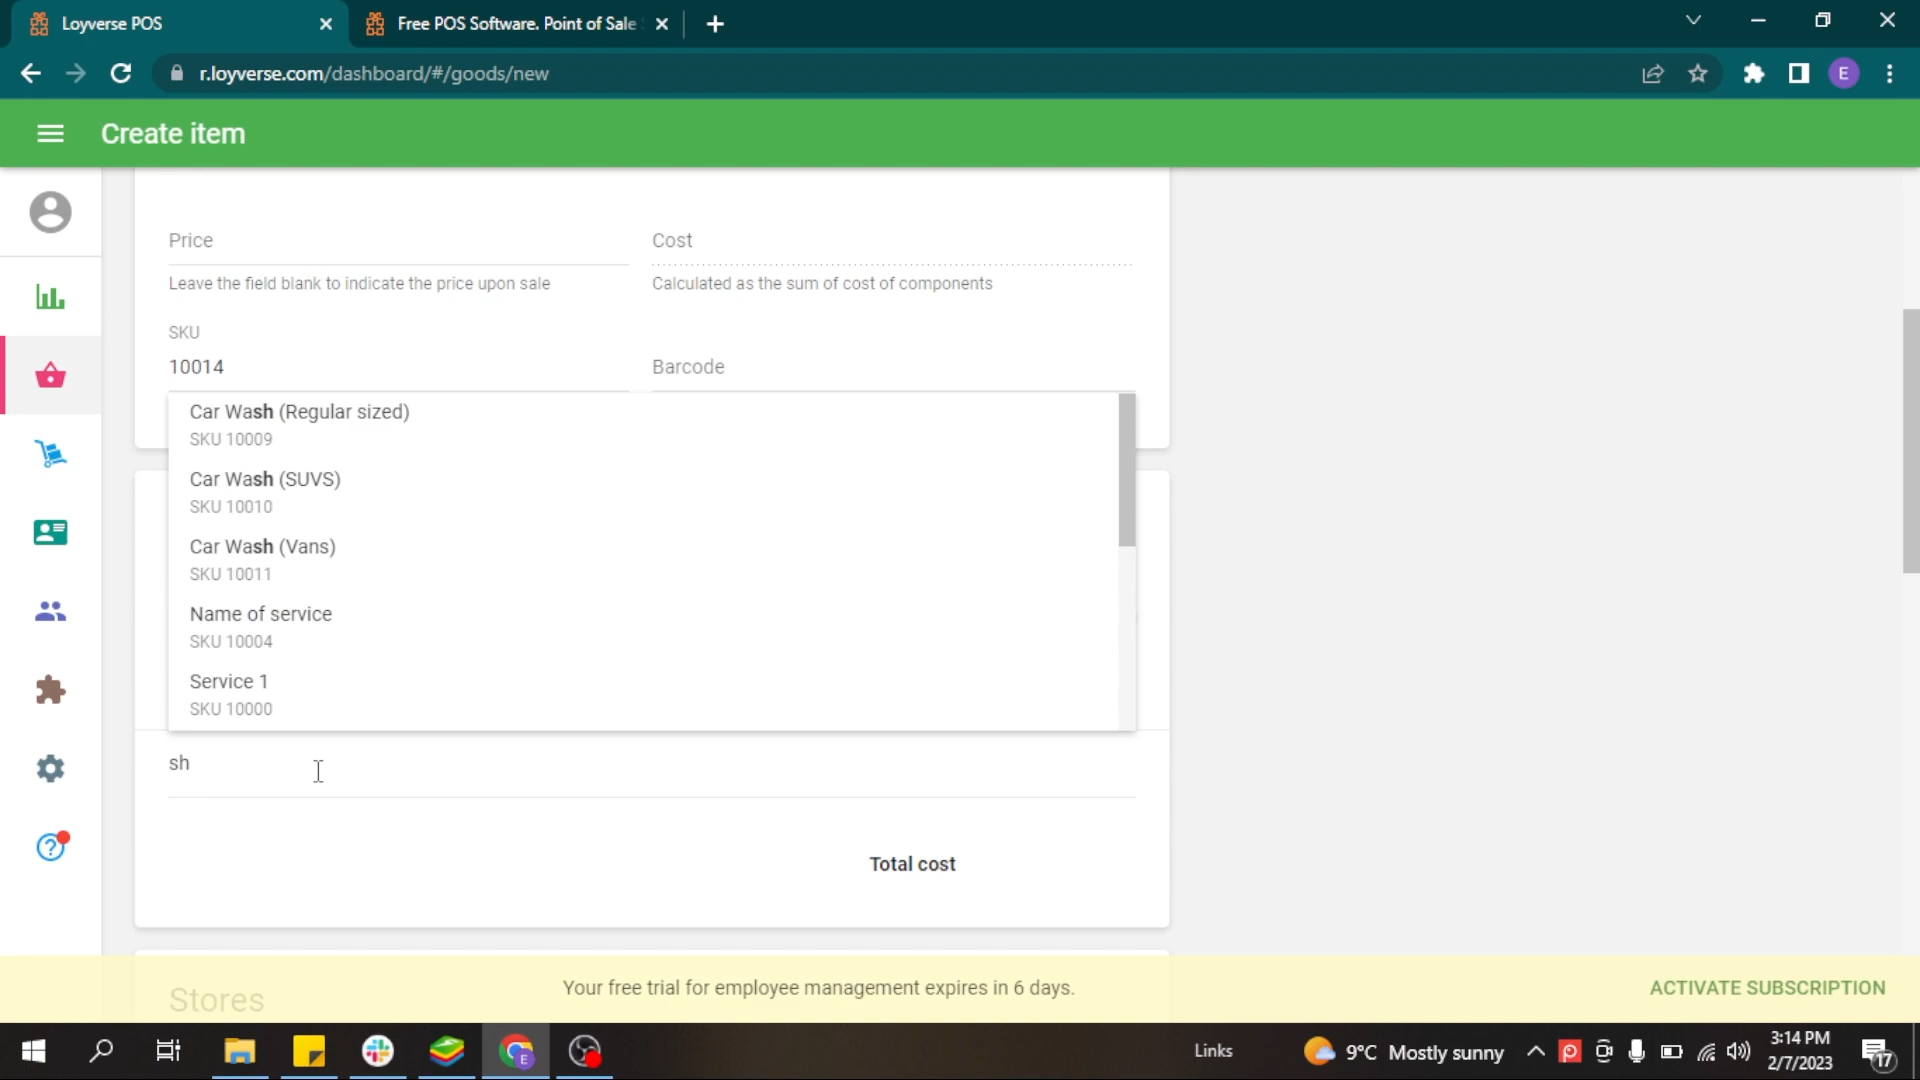 Loyverse POS
Free POS Software. Point of Sale
r.loyverse.com/dashboard/#/goods/new
E
Create item
Price
Cost
Leave the field blank to indicate the price upon sale
Calculated as the sum of cost of components
SKU
10014
Barcode
Car Wash (Regular sized)
SKU 10009
Car Wash (SUVS)
SKU 10010
Car Wash (Vans)
SKU 10011
Name of service
SKU 10004
Service 1
SKU 10000
sh
Total cost
Stores
Your free trial for employee management expires in 6 days.
ACTIVATE SUBSCRIPTION
E
Links
9°C Mostly sunny
3:14 PM
2/7/2023
17